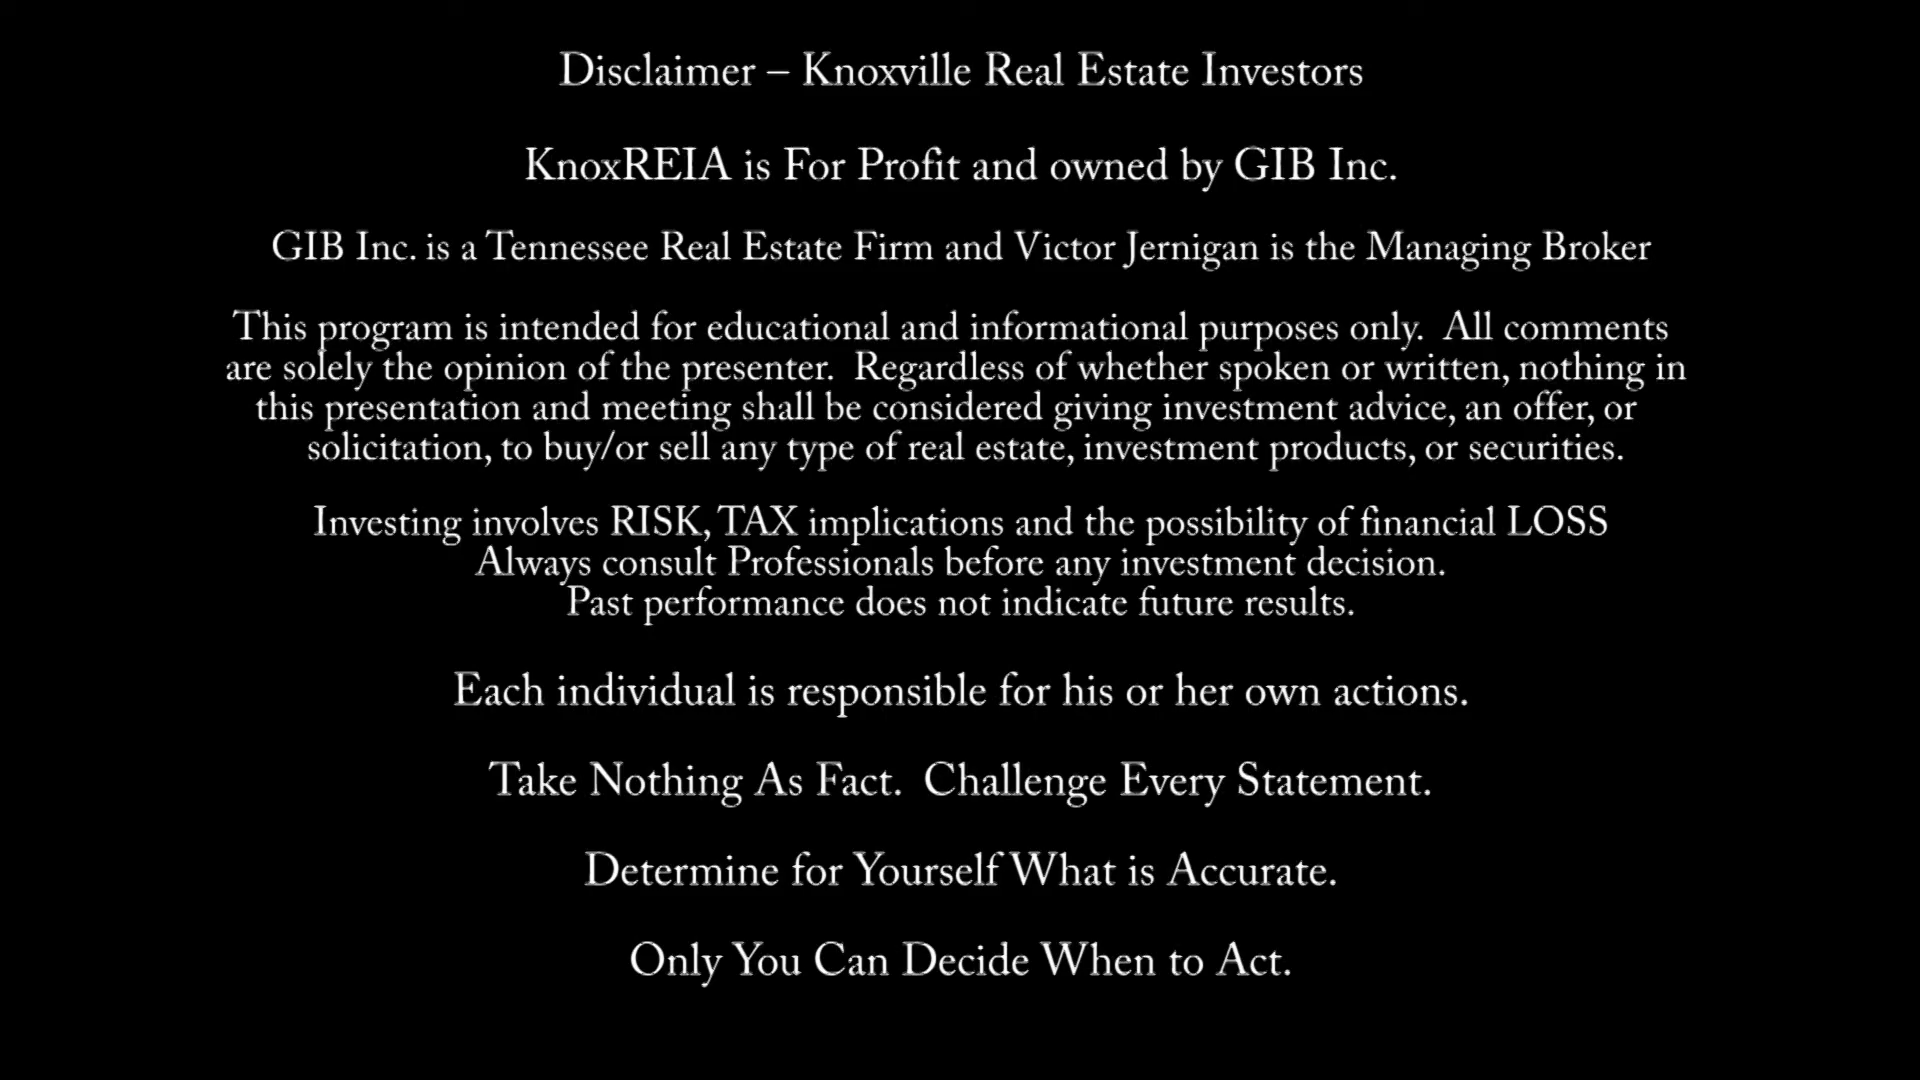 Disclaimer – Knoxville Real Estate Investors
KnoxREIA is For Profit and owned by GIB Inc.
GIB Inc. is a Tennessee Real Estate Firm and Victor Jernigan is the Managing Broker
This program is intended for educational and informational purposes only.  All comments
are solely the opinion of the presenter.  Regardless of whether spoken or written, nothing in
this presentation and meeting shall be considered giving investment advice, an offer, or
solicitation, to buy/or sell any type of real estate, investment products, or securities.
Investing involves RISK, TAX implications and the possibility of financial LOSS
Always consult Professionals before any investment decision.
Past performance does not indicate future results.
Each individual is responsible for his or her own actions.
Take Nothing As Fact.  Challenge Every Statement.
Determine for Yourself What is Accurate.
Only You Can Decide When to Act.